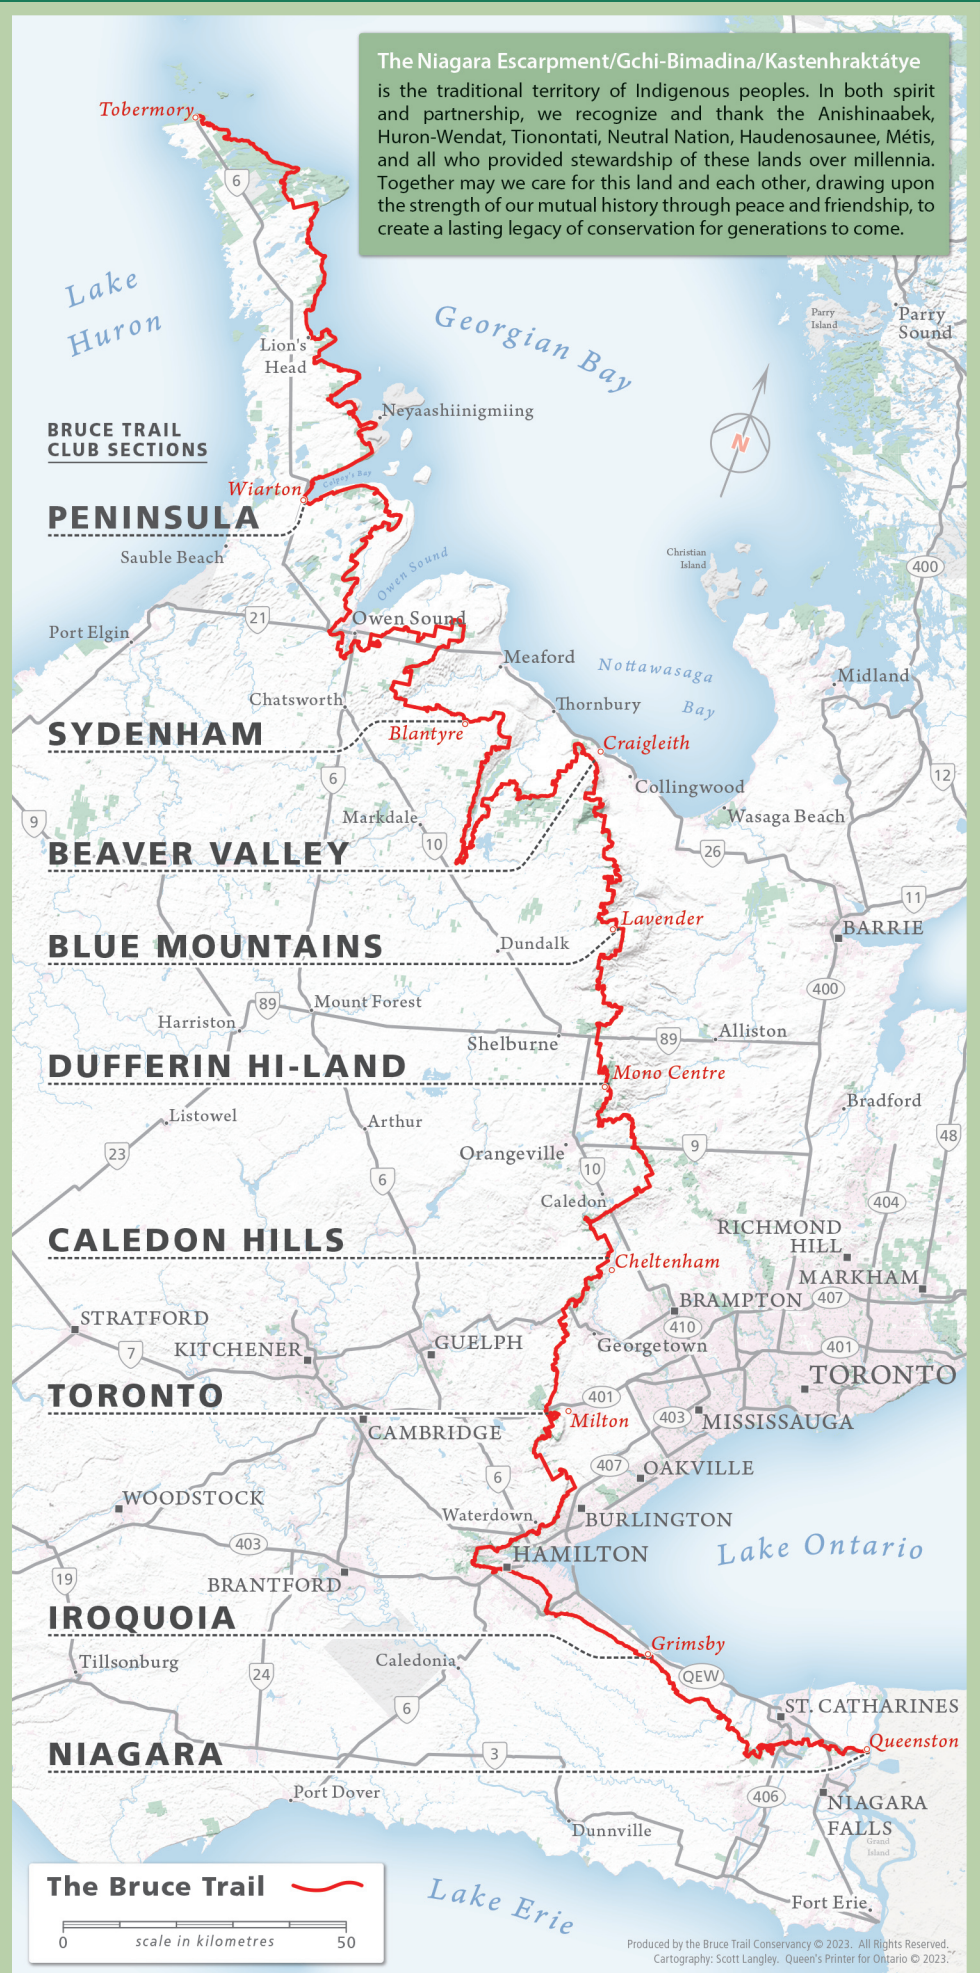 The Niagara Escarpment/Gchi-Bimadina/Kastenhraktátye
is the traditional territory of Indigenous peoples. In both spirit
and partnership, we recognize and thank the Anishinaabek,
Huron-Wendat, Tionontati, Neutral Nation, Haudenosaunee, Métis,
and all who provided stewardship of these lands over millennia.
Together may we care for this land and each other, drawing upon
the strength of our mutual history through peace and friendship, to
create a lasting legacy of conservation for generations to come.
Tobermory
6
Lake
Huron
Georgian Bay
Parry
Island
Parry
Sound
Lion's
Head
Neyaashiinigmiing
N
BRUCE TRAIL
CLUB SECTIONS
Wiarton
Colpoy's Bay
PENINSULA
Sauble Beach
Owen Sound
Christian
Island
400
21
Owen Sound
Port Elgin
Meaford
Nottawasaga
Bay
Midland
Chatsworth
Thornbury
SYDENHAM
Blantyre
Craigleith
6
Collingwood
12
9
Markdale
Wasaga Beach
10
26
BEAVER VALLEY
11
Lavender
BARRIE
BLUE MOUNTAINS
Dundalk
400
89
Mount Forest
Harriston
Shelburne
89
Alliston
DUFFERIN HI-LAND
Mono Centre
Bradford
Listowel
Arthur
48
23
Orangeville
9
10
6
Caledon
404
CALEDON HILLS
RICHMOND
HILL
Cheltenham
MARKHAM
BRAMPTON
407
STRATFORD
410
7
KITCHENER
GUELPH
Georgetown
401
TORONTO
TORONTO
401
Milton
403
MISSISSAUGA
CAMBRIDGE
407
OAKVILLE
6
WOODSTOCK
Waterdown
BURLINGTON
403
HAMILTON
Lake Ontario
19
BRANTFORD
IROQUOIA
Grimsby
Tillsonburg
24
Caledonia
QEW
6
ST. CATHARINES
Queenston
NIAGARA
3
406
Port Dover
NIAGARA
FALLS
Dunnville
Grand
Island
The Bruce Trail
0
scale in kilometres
50
Lake Erie
Fort Erie
Produced by the Bruce Trail Conservancy © 2023. All Rights Reserved.
Cartography: Scott Langley. Queen's Printer for Ontario © 2023.